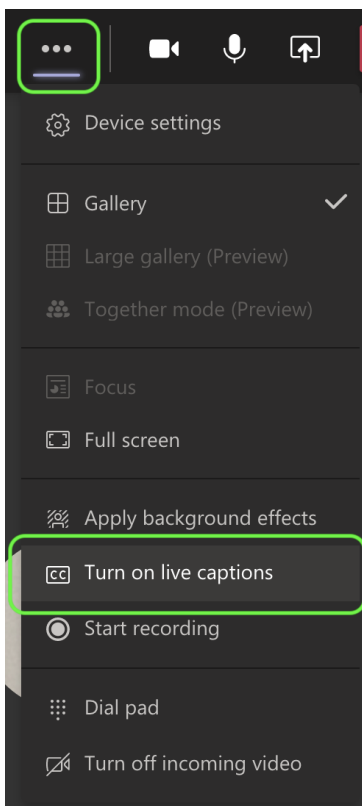 Device settings
Gallery
Large gallery (Preview)
Together mode (Preview)
Focus
Full screen
Apply background effects
CC Turn on live captions
Start recording
Dial pad
Turn off incoming video